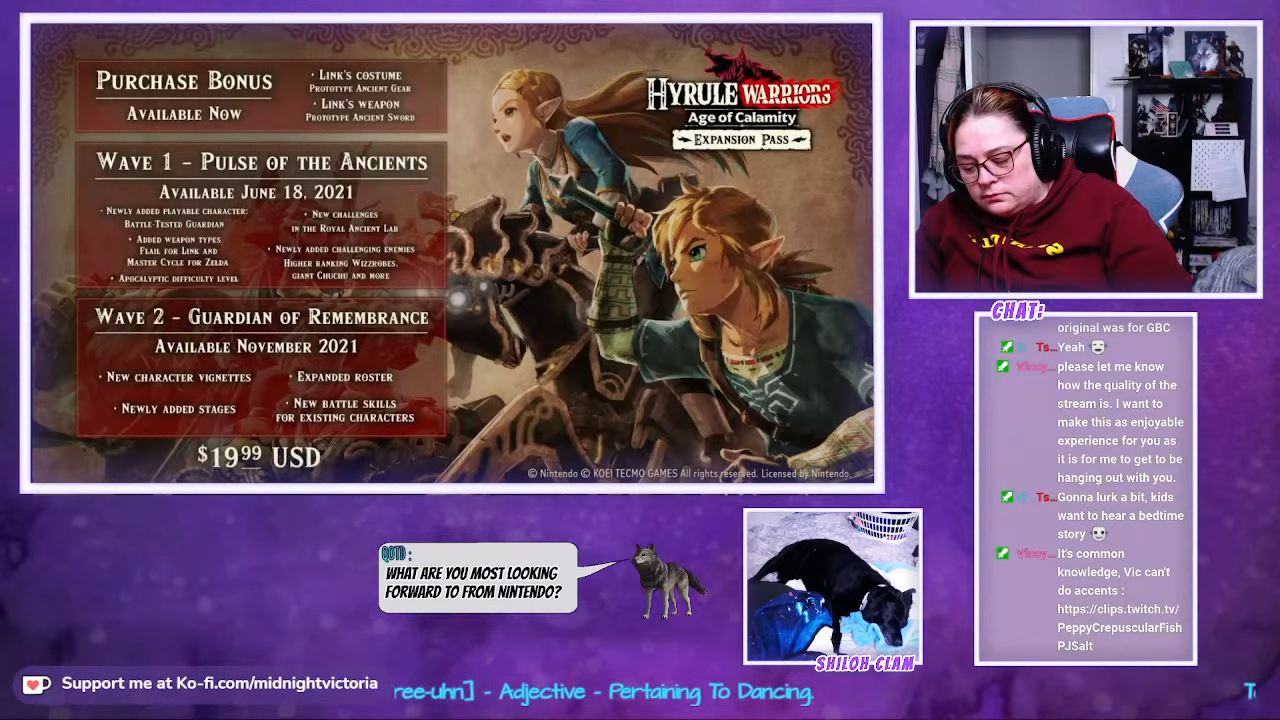 PURCHASE BONUS
AVAILABLE NOW
· LINK'S COSTUME
PROTOTYPE ANCIENT GEAR
· LINK'S WEAPON
PROTOTYPE ANCIENT SWORD
WAVE 1 - PULSE OF THE ANCIENTS
AVAILABLE JUNE 18, 2021
· NEWLY ADDED PLAYABLE CHARACTER:
BATTLE-TESTED GUARDIAN
· ADDED WEAPON TYPES
FLAIL FOR LINK AND
MASTER CYCLE FOR ZELDA
· APOCALYPTIC DIFFICULTY LEVEL
· NEW CHALLENGES
IN THE ROYAL ANCIENT LAB
· NEWLY ADDED CHALLENGING ENEMIES
HIGHER RANKING WIZZROBES,
GIANT CHUCHU AND MORE
WAVE 2 - GUARDIAN OF REMEMBRANCE
AVAILABLE NOVEMBER 2021
· NEW CHARACTER VIGNETTES
· EXPANDED ROSTER
· NEWLY ADDED STAGES
· NEW BATTLE SKILLS
FOR EXISTING CHARACTERS
$19.99 USD
HYRULE WARRIORS
Age of Calamity
EXPANSION PASS
© Nintendo © KOEI TECMO GAMES All rights reserved. Licensed by Nintendo.
CHAT:
original was for GBC
Ts... Yeah
please let me know
how the quality of the
stream is. I want to
make this as enjoyable
experience for you as
it is for me to get to be
hanging out with you.
Ts... Gonna lurk a bit, kids
want to hear a bedtime
story
It's common
knowledge, Vic can't
do accents :
https://clips.twitch.tv/
PeppyCrepuscularFish
PJSalt
QOTD:
WHAT ARE YOU MOST LOOKING
FORWARD TO FROM NINTENDO?
SHILOH CLAM
Support me at Ko-fi.com/midnightvictoria
ree-uhn] - Adjective - Pertaining To Dancing.